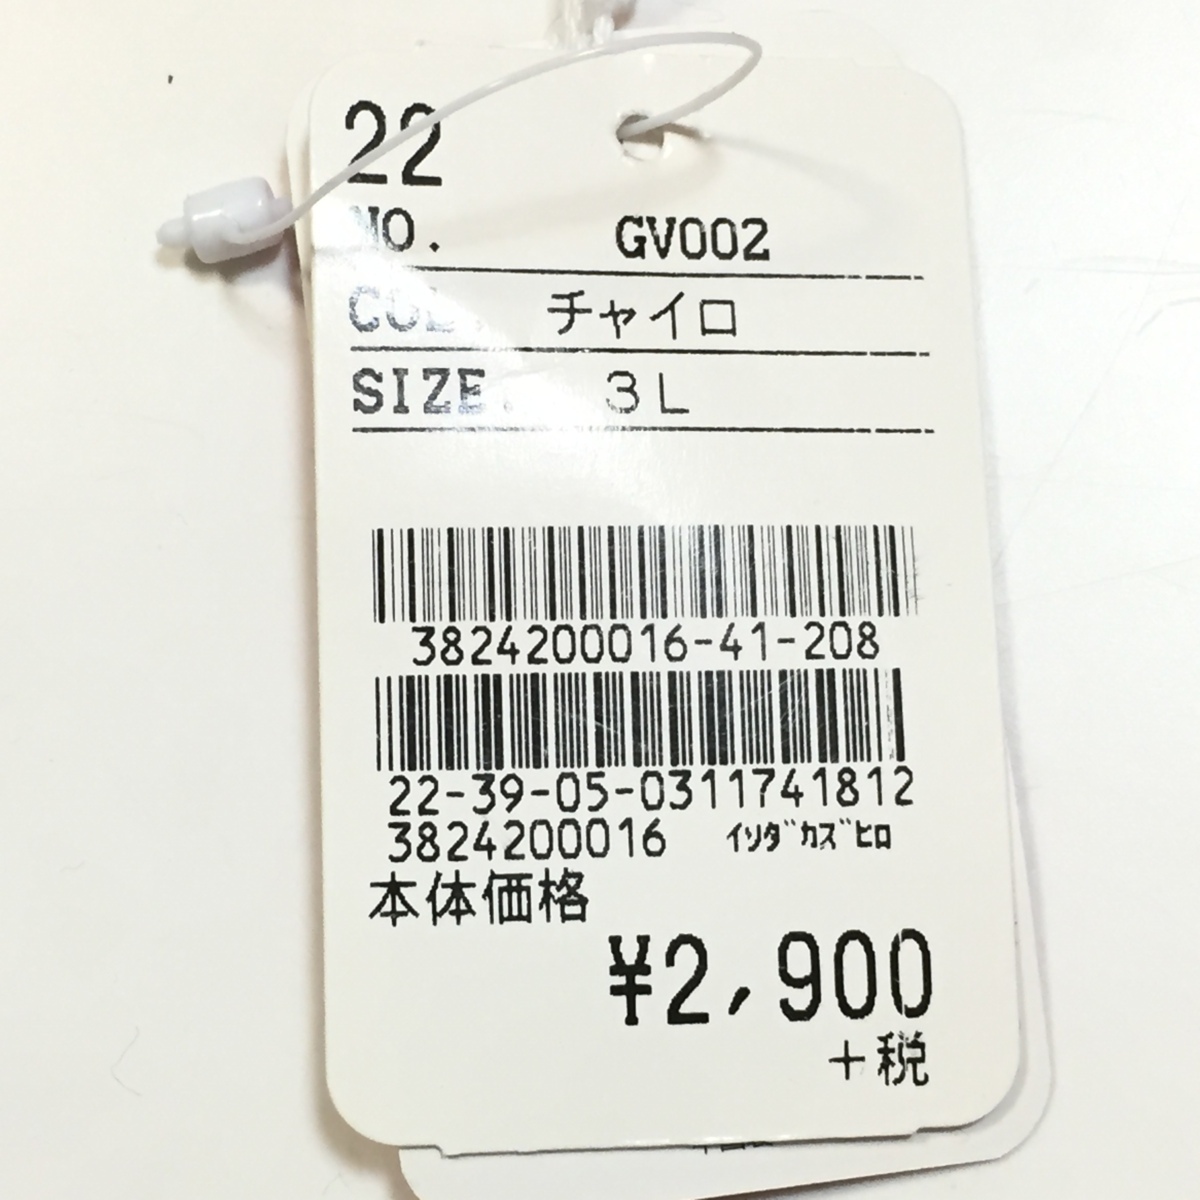 22
NO. GV002
COL. チャイロ
SIZE. 3L
3824200016-41-208
22-39-05-0311741812
3824200016 ｲｿﾀﾞｶｽﾞﾋﾛ
本体価格
¥2,900
+税